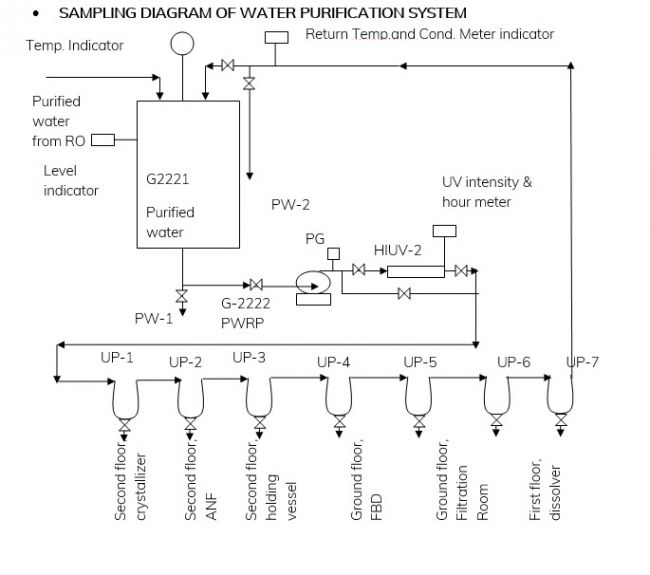 • SAMPLING DIAGRAM OF WATER PURIFICATION SYSTEM
Return Temp.and Cond. Meter indicator
Temp. Indicator
Purified
water
from RO
Level
indicator
G2221
Purified
water
PW-2
UV intensity &
hour meter
PG
HIUV-2
G-2222
PWRP
PW-1
UP-1
UP-2
UP-3
UP-4
UP-5
UP-6
UP-7
Second floor,
crystallizer
Second floor,
ANF
Second floor,
holding
vessel
Ground floor,
FBD
Ground floor,
Filtration
Room
First floor,
dissolver